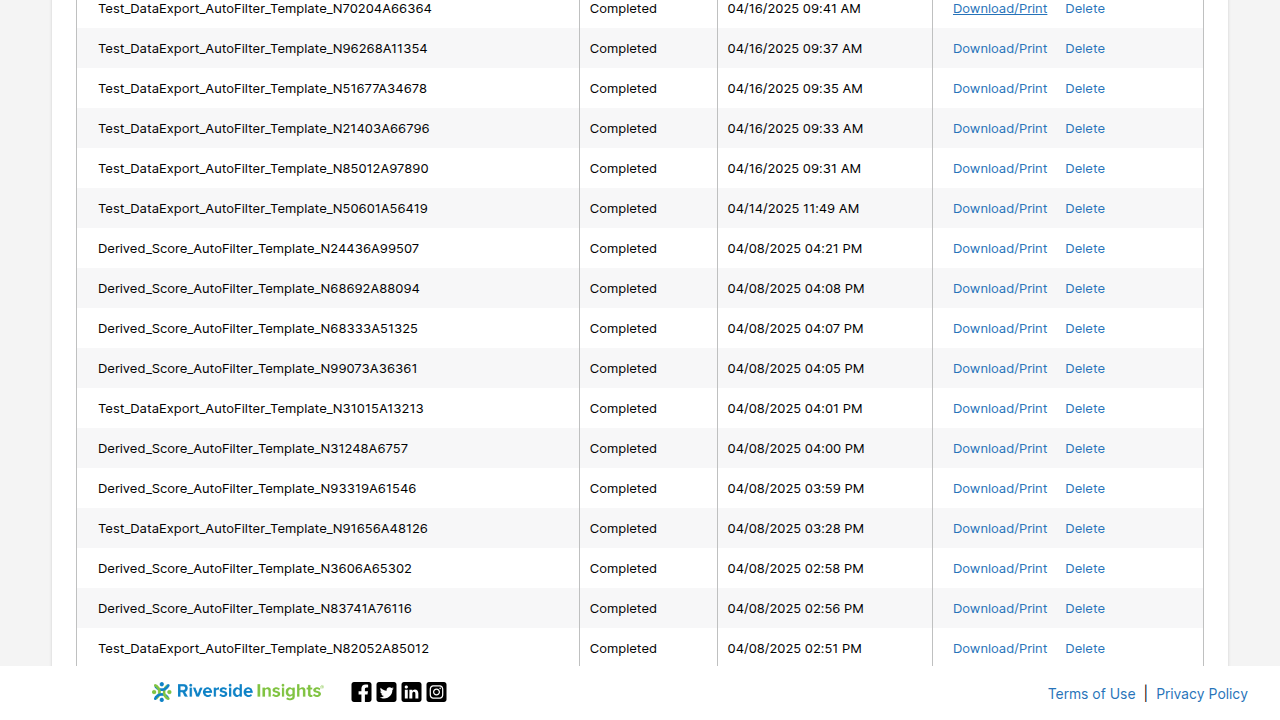 Test_DataExport_AutoFilter_Template_N70204A66364 Completed 04/16/2025 09:41 AM Download/Print Delete
Test_DataExport_AutoFilter_Template_N96268A11354 Completed 04/16/2025 09:37 AM Download/Print Delete
Test_DataExport_AutoFilter_Template_N51677A34678 Completed 04/16/2025 09:35 AM Download/Print Delete
Test_DataExport_AutoFilter_Template_N21403A66796 Completed 04/16/2025 09:33 AM Download/Print Delete
Test_DataExport_AutoFilter_Template_N85012A97890 Completed 04/16/2025 09:31 AM Download/Print Delete
Test_DataExport_AutoFilter_Template_N50601A56419 Completed 04/14/2025 11:49 AM Download/Print Delete
Derived_Score_AutoFilter_Template_N24436A99507 Completed 04/08/2025 04:21 PM Download/Print Delete
Derived_Score_AutoFilter_Template_N68692A88094 Completed 04/08/2025 04:08 PM Download/Print Delete
Derived_Score_AutoFilter_Template_N68333A51325 Completed 04/08/2025 04:07 PM Download/Print Delete
Derived_Score_AutoFilter_Template_N99073A36361 Completed 04/08/2025 04:05 PM Download/Print Delete
Test_DataExport_AutoFilter_Template_N31015A13213 Completed 04/08/2025 04:01 PM Download/Print Delete
Derived_Score_AutoFilter_Template_N31248A6757 Completed 04/08/2025 04:00 PM Download/Print Delete
Derived_Score_AutoFilter_Template_N93319A61546 Completed 04/08/2025 03:59 PM Download/Print Delete
Test_DataExport_AutoFilter_Template_N91656A48126 Completed 04/08/2025 03:28 PM Download/Print Delete
Derived_Score_AutoFilter_Template_N3606A65302 Completed 04/08/2025 02:58 PM Download/Print Delete
Derived_Score_AutoFilter_Template_N83741A76116 Completed 04/08/2025 02:56 PM Download/Print Delete
Test_DataExport_AutoFilter_Template_N82052A85012 Completed 04/08/2025 02:51 PM Download/Print Delete
Riverside Insights Terms of Use | Privacy Policy